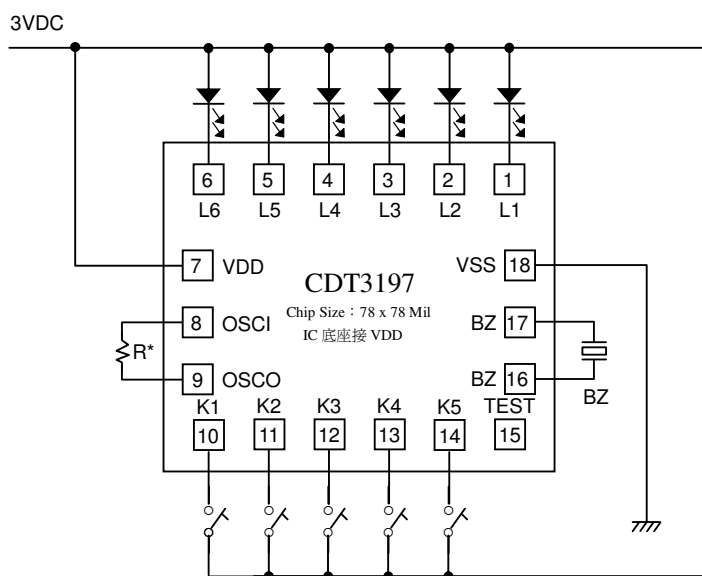 3VDC
6 5 4 3 2 1
L6 L5 L4 L3 L2 L1
7 VDD
VSS 18
CDT3197
Chip Size：78 x 78 Mil
IC 底座接 VDD
8 OSCI
BZ 17
R*
9 OSCO
BZ 16
BZ
K1 K2 K3 K4 K5 TEST
10 11 12 13 14 15